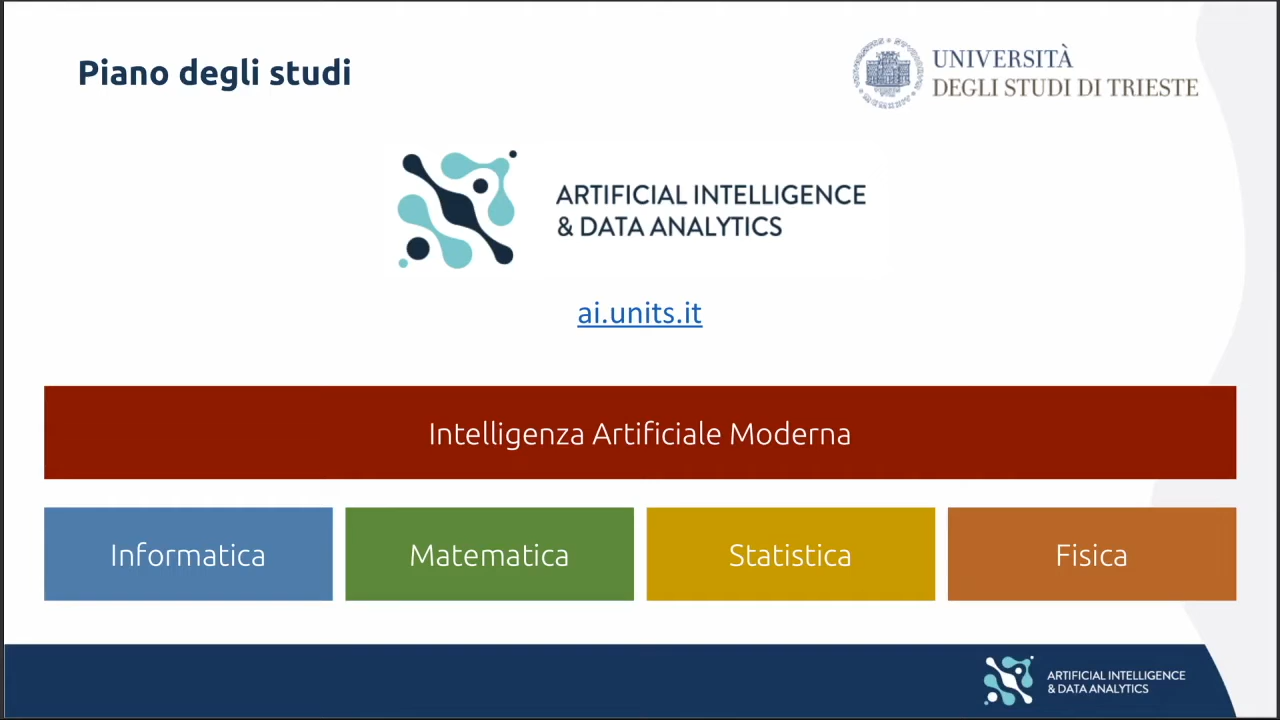 Piano degli studi
UNIVERSITÀ
DEGLI STUDI DI TRIESTE
ARTIFICIAL INTELLIGENCE
& DATA ANALYTICS
ai.units.it
Intelligenza Artificiale Moderna
Informatica
Matematica
Statistica
Fisica
ARTIFICIAL INTELLIGENCE
& DATA ANALYTICS